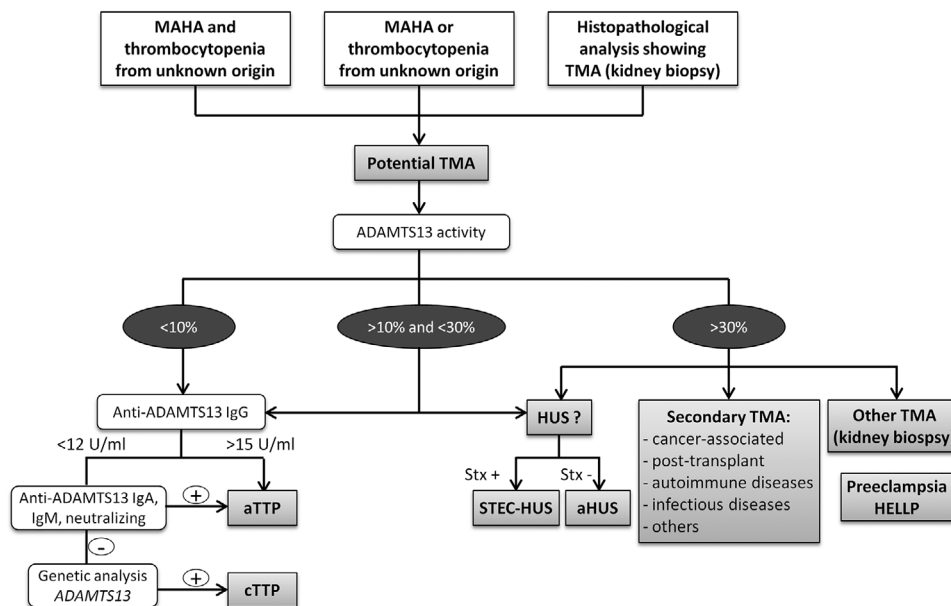 MAHA and
thrombocytopenia
from unknown origin
MAHA or
thrombocytopenia
from unknown origin
Histopathological
analysis showing
TMA (kidney biopsy)
Potential TMA
ADAMTS13 activity
<10%
>10% and <30%
>30%
Anti-ADAMTS13 IgG
HUS ?
Secondary TMA:
- cancer-associated
- post-transplant
- autoimmune diseases
- infectious diseases
- others
Other TMA
(kidney biospsy)
<12 U/ml
>15 U/ml
Stx +
Stx -
Anti-ADAMTS13 IgA,
IgM, neutralizing
+
aTTP
STEC-HUS
aHUS
Preeclampsia
HELLP
-
Genetic analysis
ADAMTS13
+
cTTP